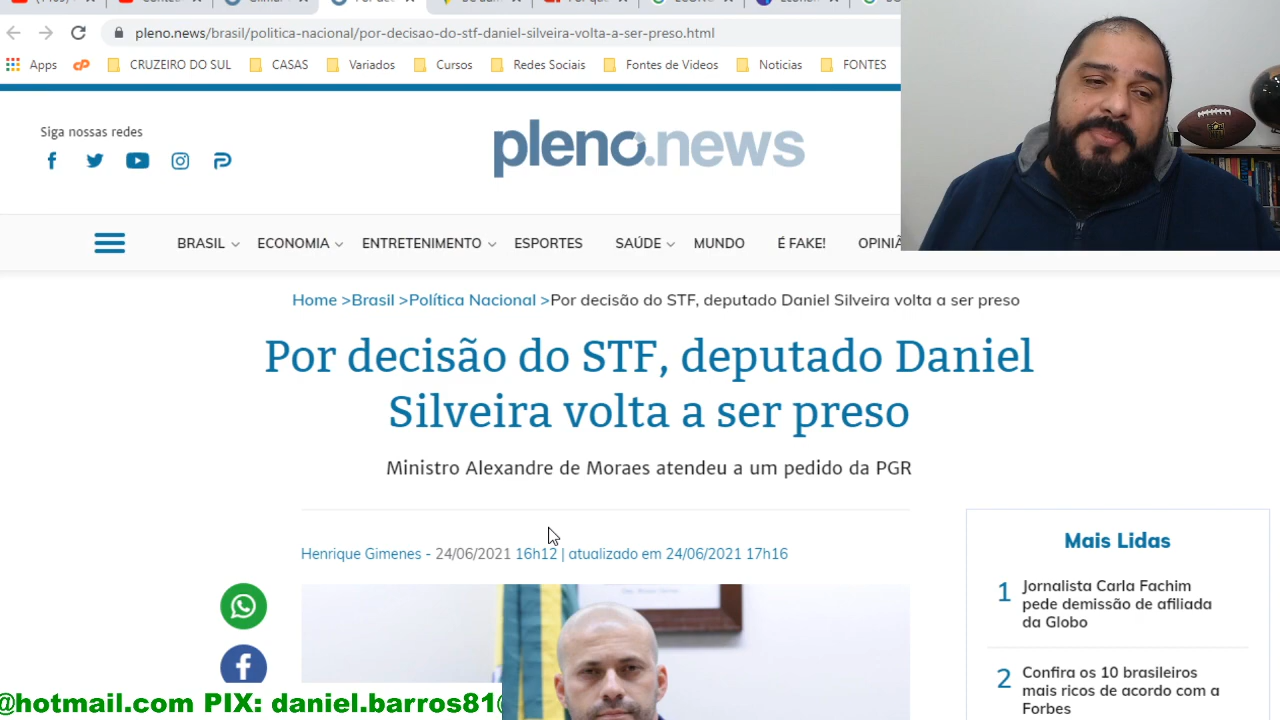 pleno.news/brasil/politica-nacional/por-decisao-do-stf-daniel-silveira-volta-a-ser-preso.html
Apps CRUZEIRO DO SUL CASAS Variados Cursos Redes Sociais Fontes de Videos Noticias FONTES
Siga nossas redes
pleno.news
BRASIL ECONOMIA ENTRETENIMENTO ESPORTES SAÚDE MUNDO É FAKE! OPINIÃ
Home >Brasil >Política Nacional >Por decisão do STF, deputado Daniel Silveira volta a ser preso
Por decisão do STF, deputado Daniel
Silveira volta a ser preso
Ministro Alexandre de Moraes atendeu a um pedido da PGR
Henrique Gimenes - 24/06/2021 16h12 | atualizado em 24/06/2021 17h16
Mais Lidas
1 Jornalista Carla Fachim
pede demissão de afiliada
da Globo
2 Confira os 10 brasileiros
mais ricos de acordo com a
Forbes
@hotmail.com PIX: daniel.barros81@